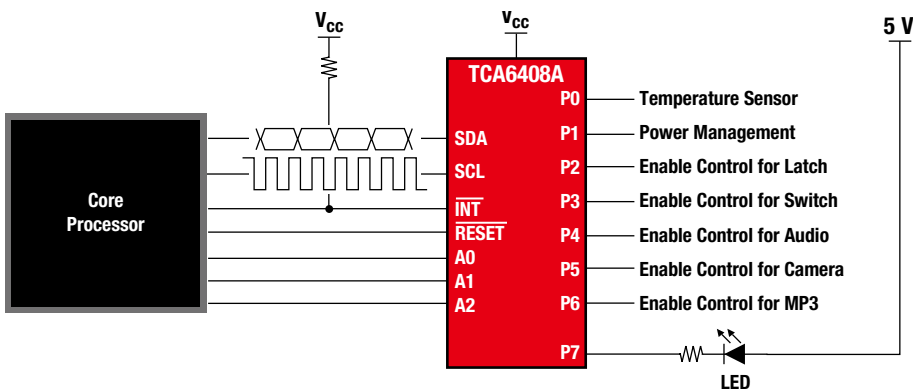 VCC
VCC
5 V
TCA6408A
P0
Temperature Sensor
SDA
P1
Power Management
SCL
P2
Enable Control for Latch
Core
Processor
INT
P3
Enable Control for Switch
RESET
P4
Enable Control for Audio
A0
A1
P5
Enable Control for Camera
A2
P6
Enable Control for MP3
P7
LED